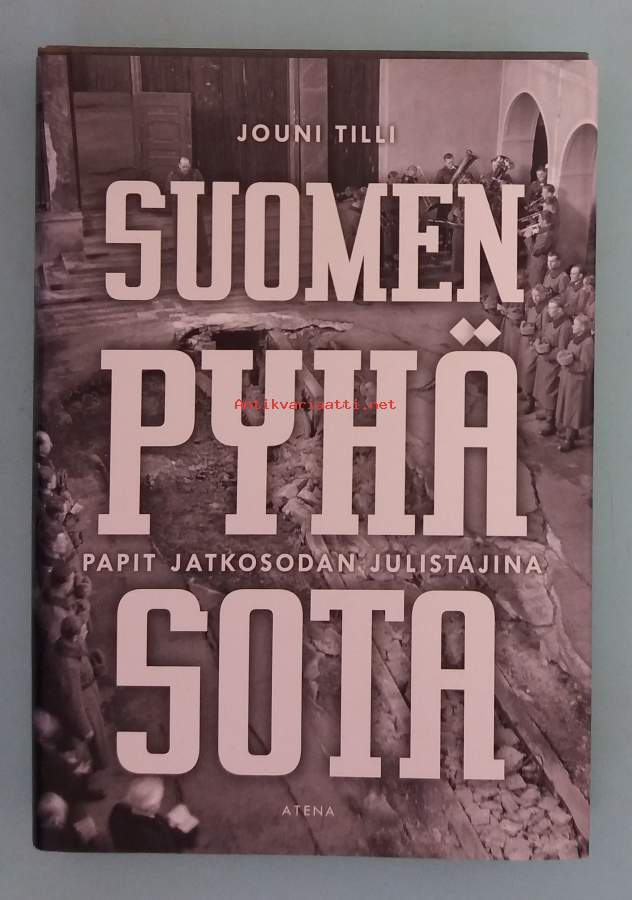 JOUNI TILLI
SUOMEN
PYHÄ
Antikvariaatti.net
PAPIT JATKOSODAN JULISTAJINA
SOTA
ATENA